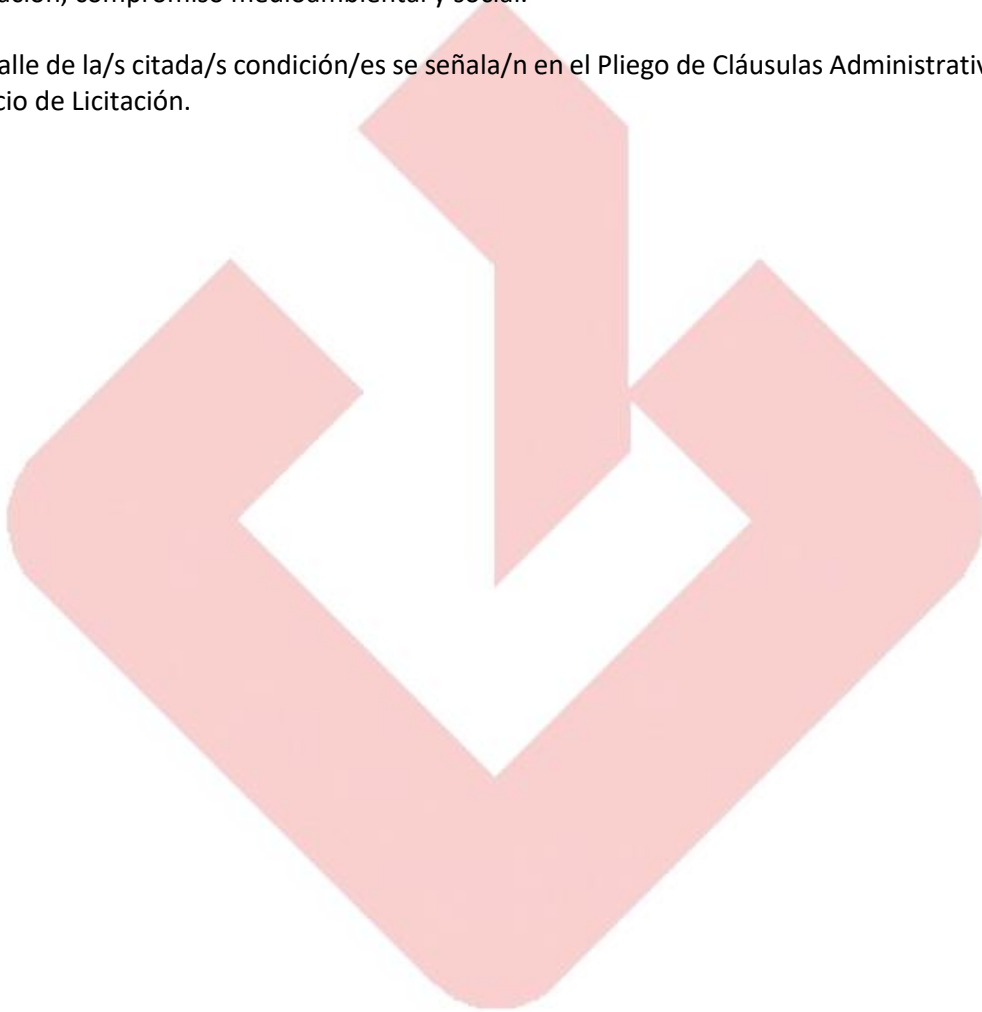 ación, compromiso medioambiental y social.
alle de la/s citada/s condición/es se señala/n en el Pliego de Cláusulas Administrativ
cio de Licitación.